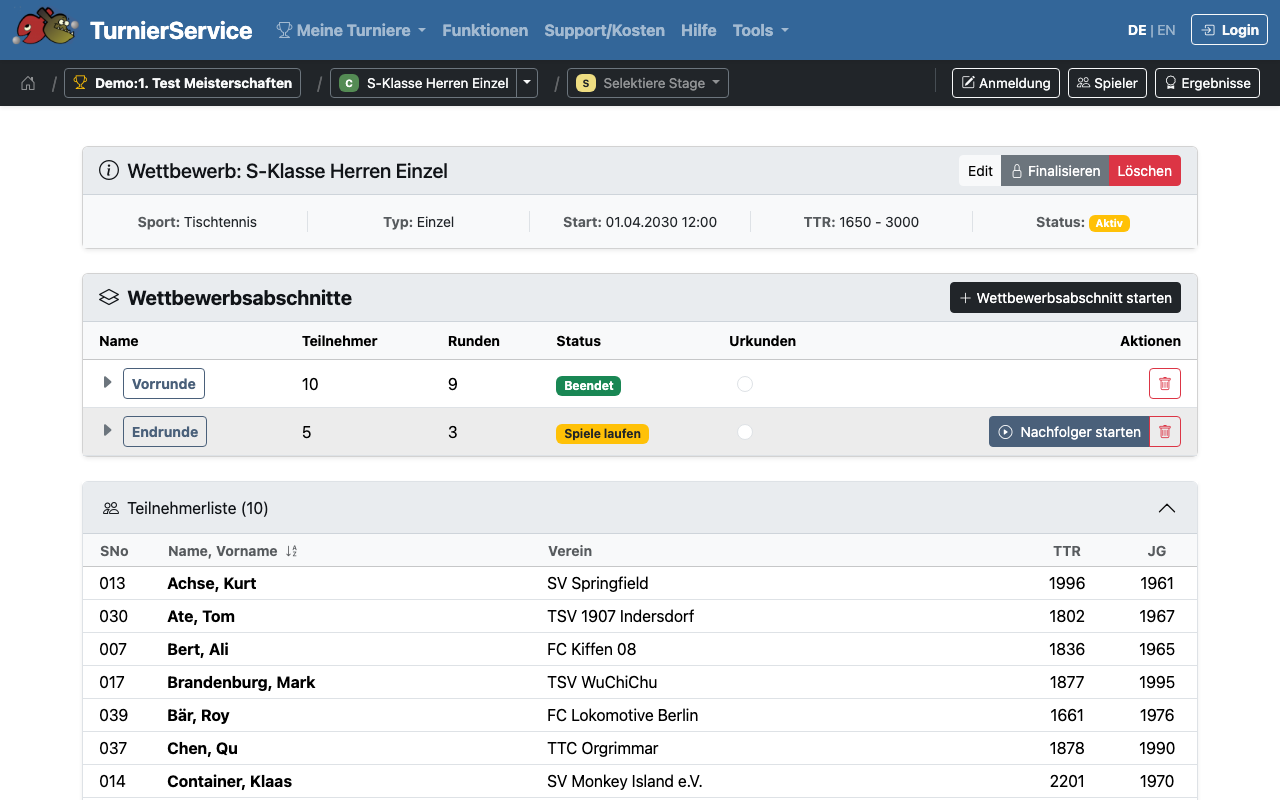 TurnierService Meine Turniere Funktionen Support/Kosten Hilfe Tools DE | EN Login
/ Demo:1. Test Meisterschaften / C S-Klasse Herren Einzel / S Selektiere Stage Anmeldung Spieler Ergebnisse
Wettbewerb: S-Klasse Herren Einzel Edit Finalisieren Löschen
Sport: Tischtennis Typ: Einzel Start: 01.04.2030 12:00 TTR: 1650 - 3000 Status: Aktiv
Wettbewerbsabschnitte + Wettbewerbsabschnitt starten
Name Teilnehmer Runden Status Urkunden Aktionen
Vorrunde 10 9 Beendet
Endrunde 5 3 Spiele laufen Nachfolger starten
Teilnehmerliste (10)
SNo Name, Vorname Verein TTR JG
013 Achse, Kurt SV Springfield 1996 1961
030 Ate, Tom TSV 1907 Indersdorf 1802 1967
007 Bert, Ali FC Kiffen 08 1836 1965
017 Brandenburg, Mark TSV WuChiChu 1877 1995
039 Bär, Roy FC Lokomotive Berlin 1661 1976
037 Chen, Qu TTC Orgrimmar 1878 1990
014 Container, Klaas SV Monkey Island e.V. 2201 1970